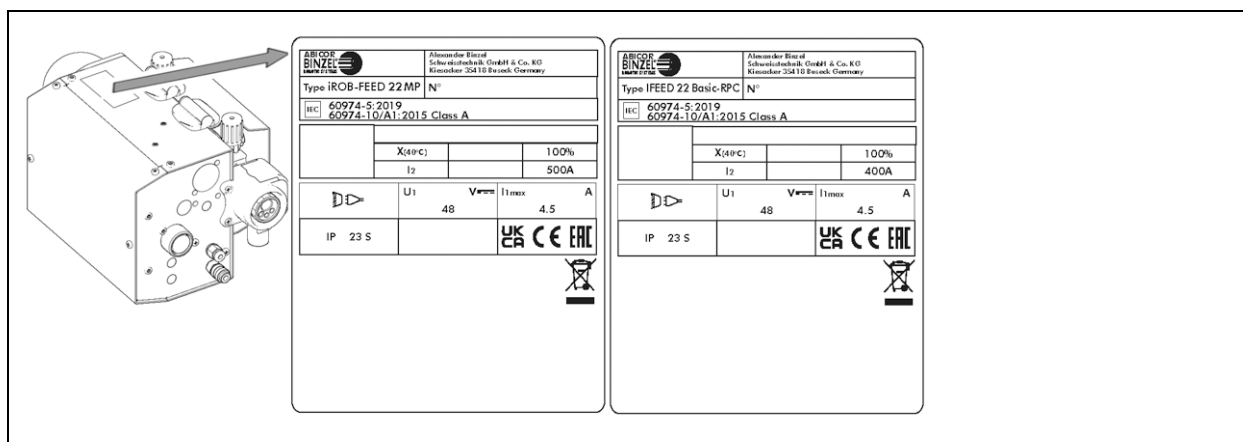 ABICOR
BINZEL
Alexander Binzel
Schweisstechnik GmbH & Co. KG
Kiesacker 35418 Buseck Germany
Type iROB-FEED 22MP N°
IEC 60974-5:2019
60974-10/A1:2015 Class A
X(40°C) 100%
I2 500A
U1 V I1max A
48 4.5
IP 23 S UK CA CE EAC
ABICOR
BINZEL
Alexander Binzel
Schweisstechnik GmbH & Co. KG
Kiesacker 35418 Buseck Germany
Type IFEED 22 Basic-RPC N°
IEC 60974-5:2019
60974-10/A1:2015 Class A
X(40°C) 100%
I2 400A
U1 V I1max A
48 4.5
IP 23 S UK CA CE EAC